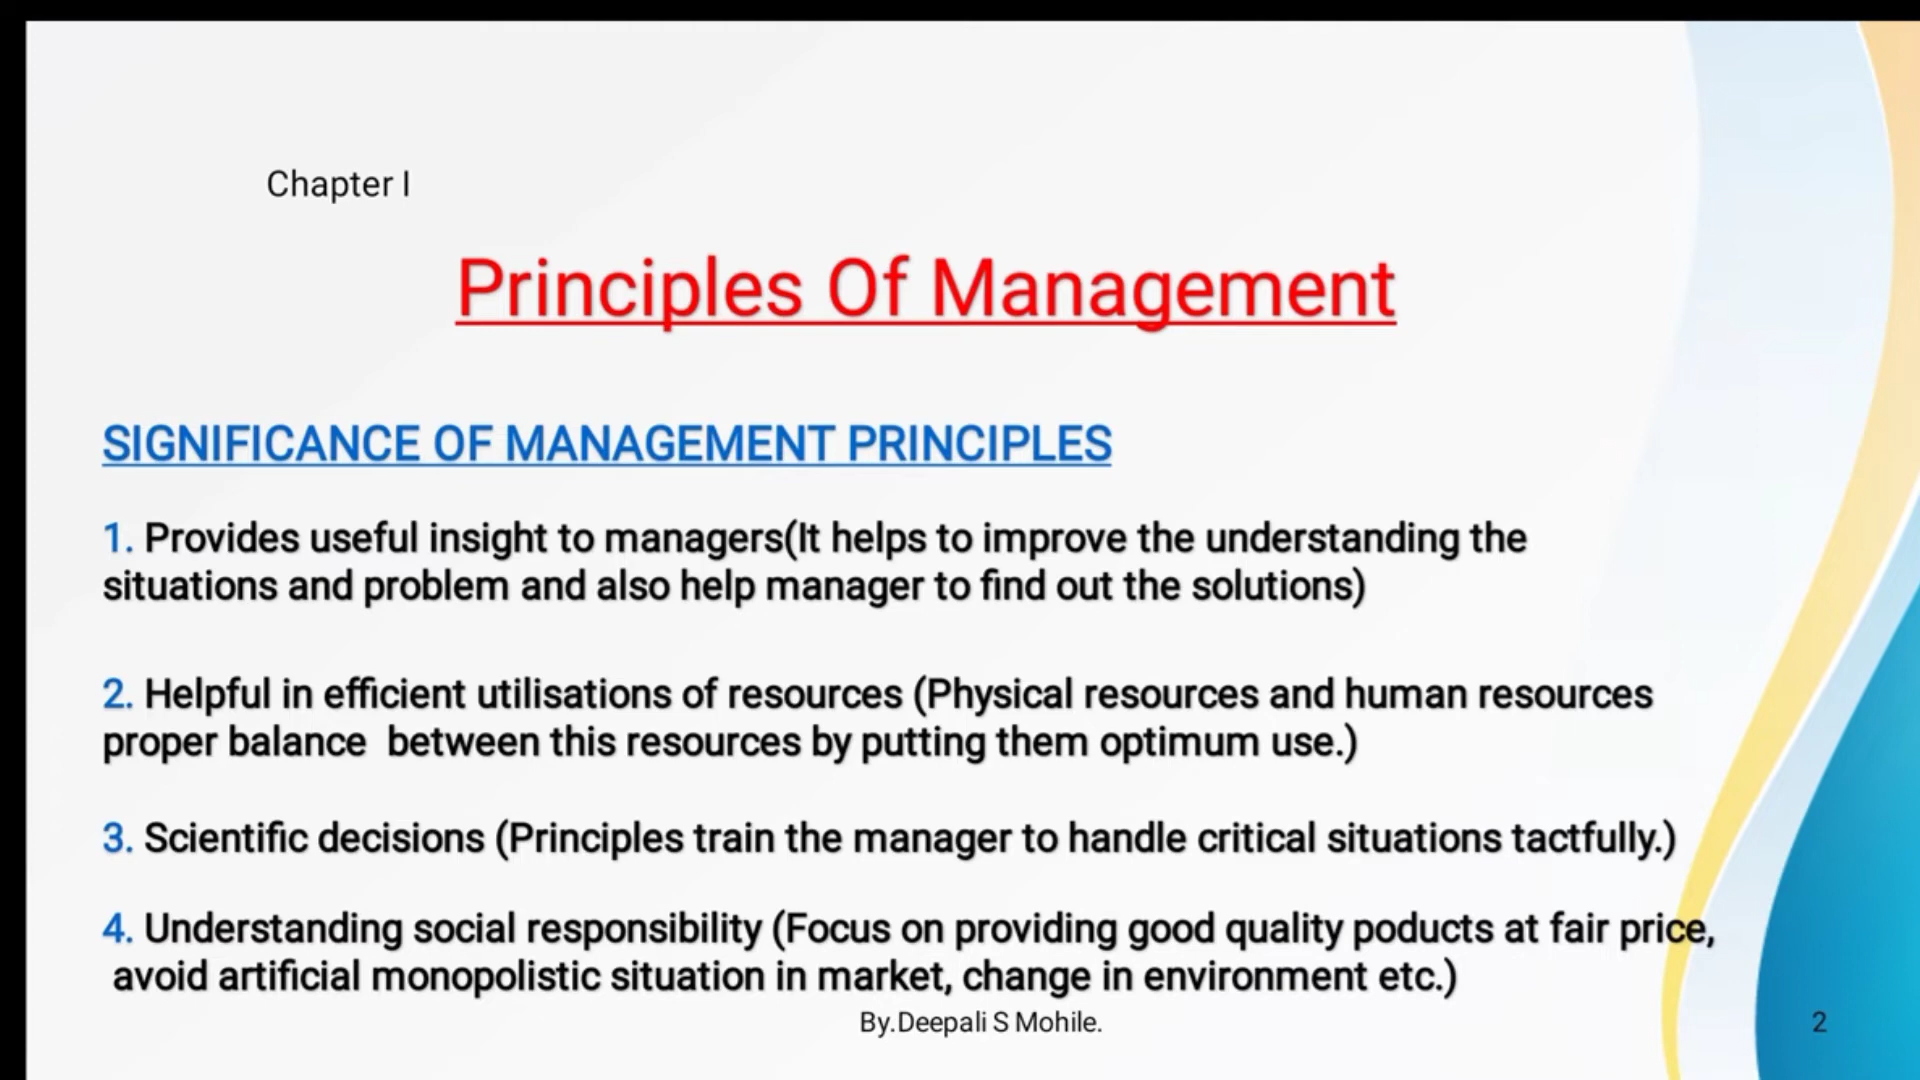 Chapter I
Principles Of Management
SIGNIFICANCE OF MANAGEMENT PRINCIPLES
1. Provides useful insight to managers(It helps to improve the understanding the
situations and problem and also help manager to find out the solutions)
2. Helpful in efficient utilisations of resources (Physical resources and human resources
proper balance  between this resources by putting them optimum use.)
3. Scientific decisions (Principles train the manager to handle critical situations tactfully.)
4. Understanding social responsibility (Focus on providing good quality poducts at fair price,
avoid artificial monopolistic situation in market, change in environment etc.)
By.Deepali S Mohile.
2